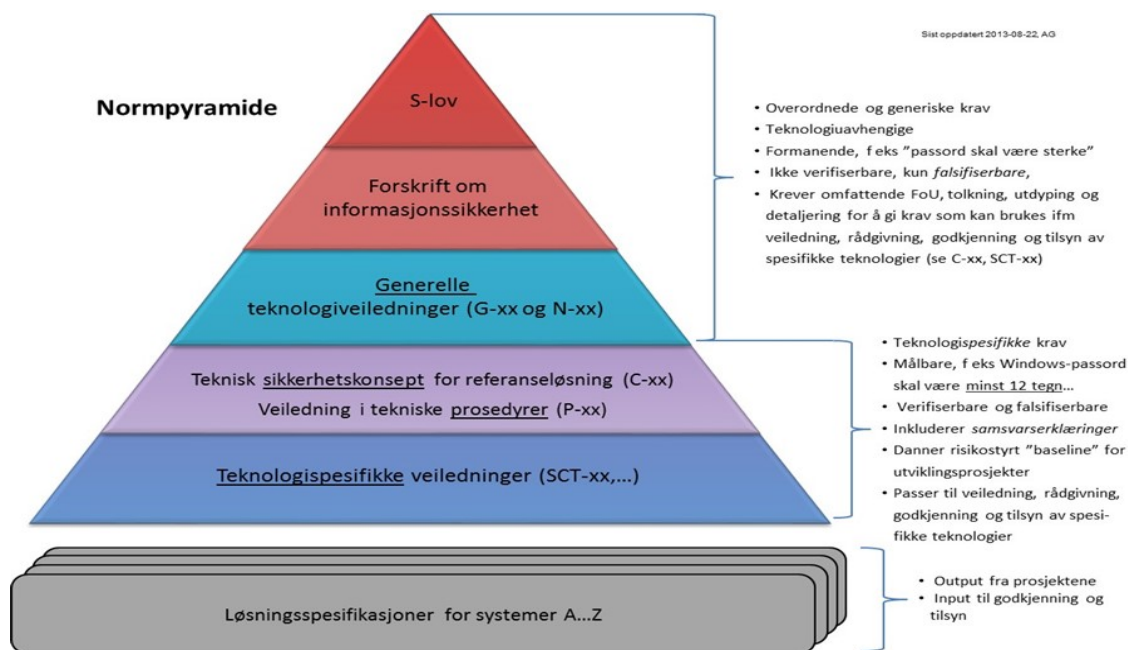 Sist oppdatert 2013-08-22, AG
Normpyramide
S-lov
Forskrift om
informasjonssikkerhet
Generelle
teknologiveiledninger (G-xx og N-xx)
Teknisk sikkerhetskonsept for referanseløsning (C-xx)
Veiledning i tekniske prosedyrer (P-xx)
Teknologispesifikke veiledninger (SCT-xx,...)
Løsningsspesifikasjoner for systemer A...Z
• Overordnede og generiske krav
• Teknologiuavhengige
• Formanende, f eks ”passord skal være sterke”
• Ikke verifiserbare, kun falsifiserbare,
• Krever omfattende FoU, tolkning, utdyping og
detaljering for å gi krav som kan brukes ifm
veiledning, rådgivning, godkjenning og tilsyn av
spesifikke teknologier (se C-xx, SCT-xx)
• Teknologispesifikke krav
• Målbare, f eks Windows-passord
skal være minst 12 tegn...
• Verifiserbare og falsifiserbare
• Inkluderer samsvarserklæringer
• Danner risikostyrt ”baseline” for
utviklingsprosjekter
• Passer til veiledning, rådgivning,
godkjenning og tilsyn av spesi-
fikke teknologier
• Output fra prosjektene
• Input til godkjenning og
tilsyn